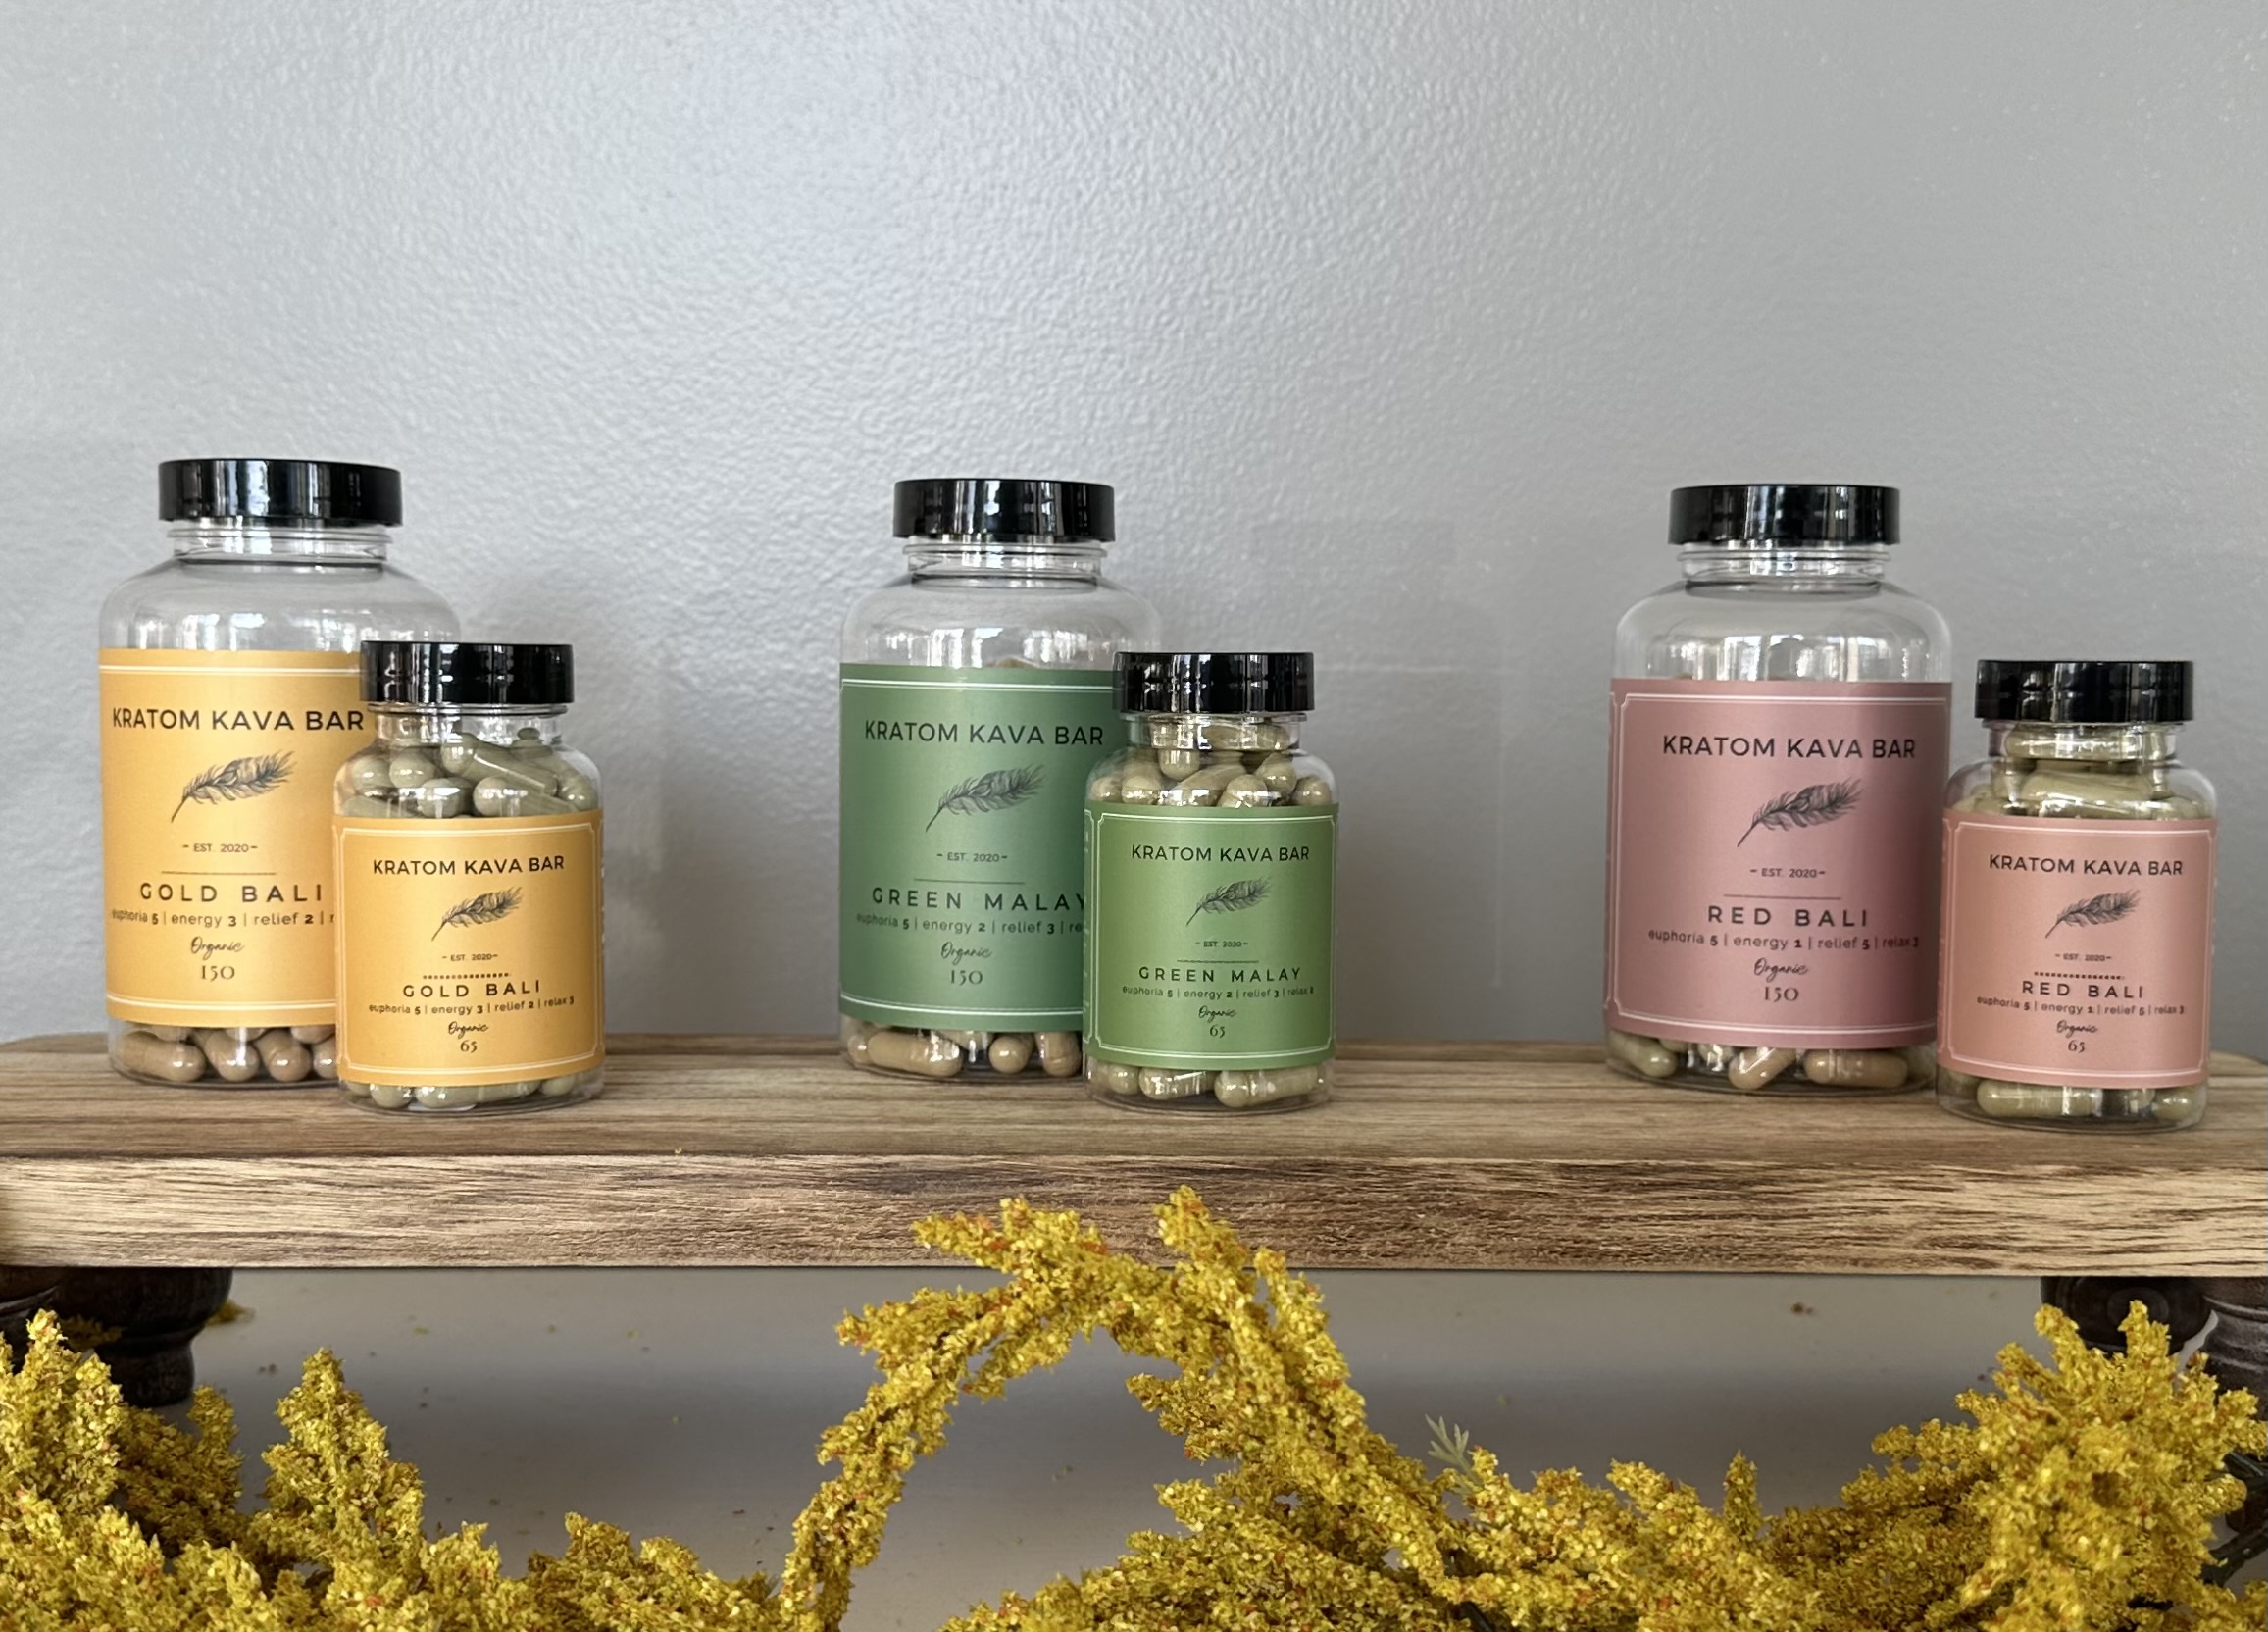 KRATOM KAVA BAR
- EST. 2020 -
GOLD BALI
euphoria 5 | energy 3 | relief 2 | r
Organic
150
KRATOM KAVA BAR
- EST. 2020 -
GOLD BALI
euphoria 5 | energy 3 | relief 2 | relax 3
Organic
65
KRATOM KAVA BAR
- EST. 2020 -
GREEN MALAY
euphoria 5 | energy 2 | relief 3 | re
Organic
150
KRATOM KAVA BAR
- EST. 2020 -
GREEN MALAY
euphoria 5 | energy 2 | relief 3 | relax 2
Organic
65
KRATOM KAVA BAR
- EST. 2020 -
RED BALI
euphoria 5 | energy 1 | relief 5 | relax 3
Organic
150
KRATOM KAVA BAR
- EST. 2020 -
RED BALI
euphoria 5 | energy 1 | relief 5 | relax 3
Organic
65